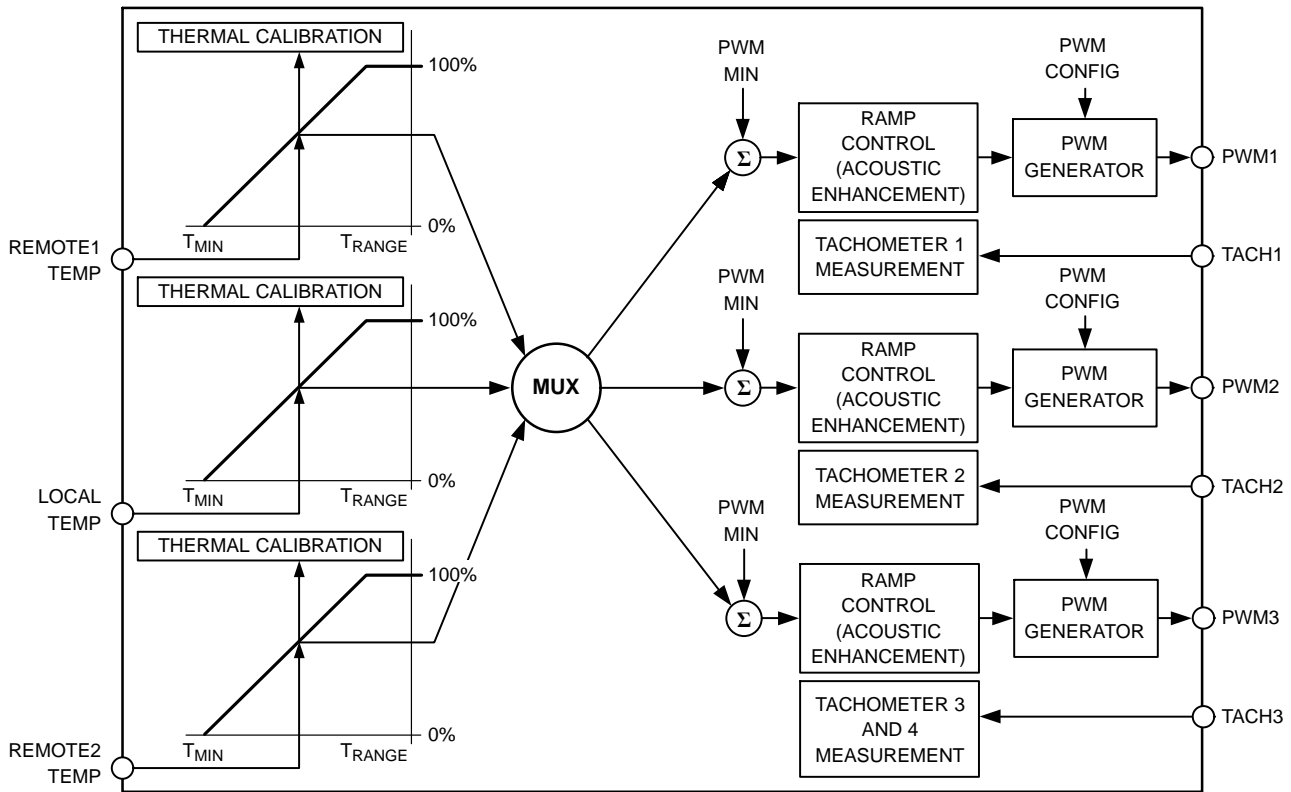 THERMAL CALIBRATION
100%
0%
T_MIN
T_RANGE
REMOTE1
TEMP
THERMAL CALIBRATION
100%
0%
T_MIN
T_RANGE
LOCAL
TEMP
THERMAL CALIBRATION
100%
0%
T_MIN
T_RANGE
REMOTE2
TEMP
MUX
PWM
MIN
Σ
RAMP
CONTROL
(ACOUSTIC
ENHANCEMENT)
PWM
CONFIG
PWM
GENERATOR
PWM1
TACHOMETER 1
MEASUREMENT
TACH1
PWM
MIN
Σ
RAMP
CONTROL
(ACOUSTIC
ENHANCEMENT)
PWM
CONFIG
PWM
GENERATOR
PWM2
TACHOMETER 2
MEASUREMENT
TACH2
PWM
MIN
Σ
RAMP
CONTROL
(ACOUSTIC
ENHANCEMENT)
PWM
CONFIG
PWM
GENERATOR
PWM3
TACHOMETER 3
AND 4
MEASUREMENT
TACH3